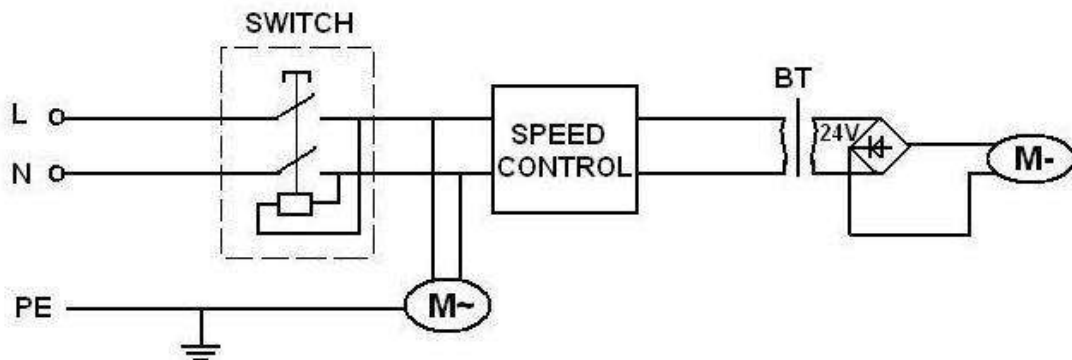 SWITCH
BT
L
SPEED
CONTROL
24V
N
M-
PE
M~